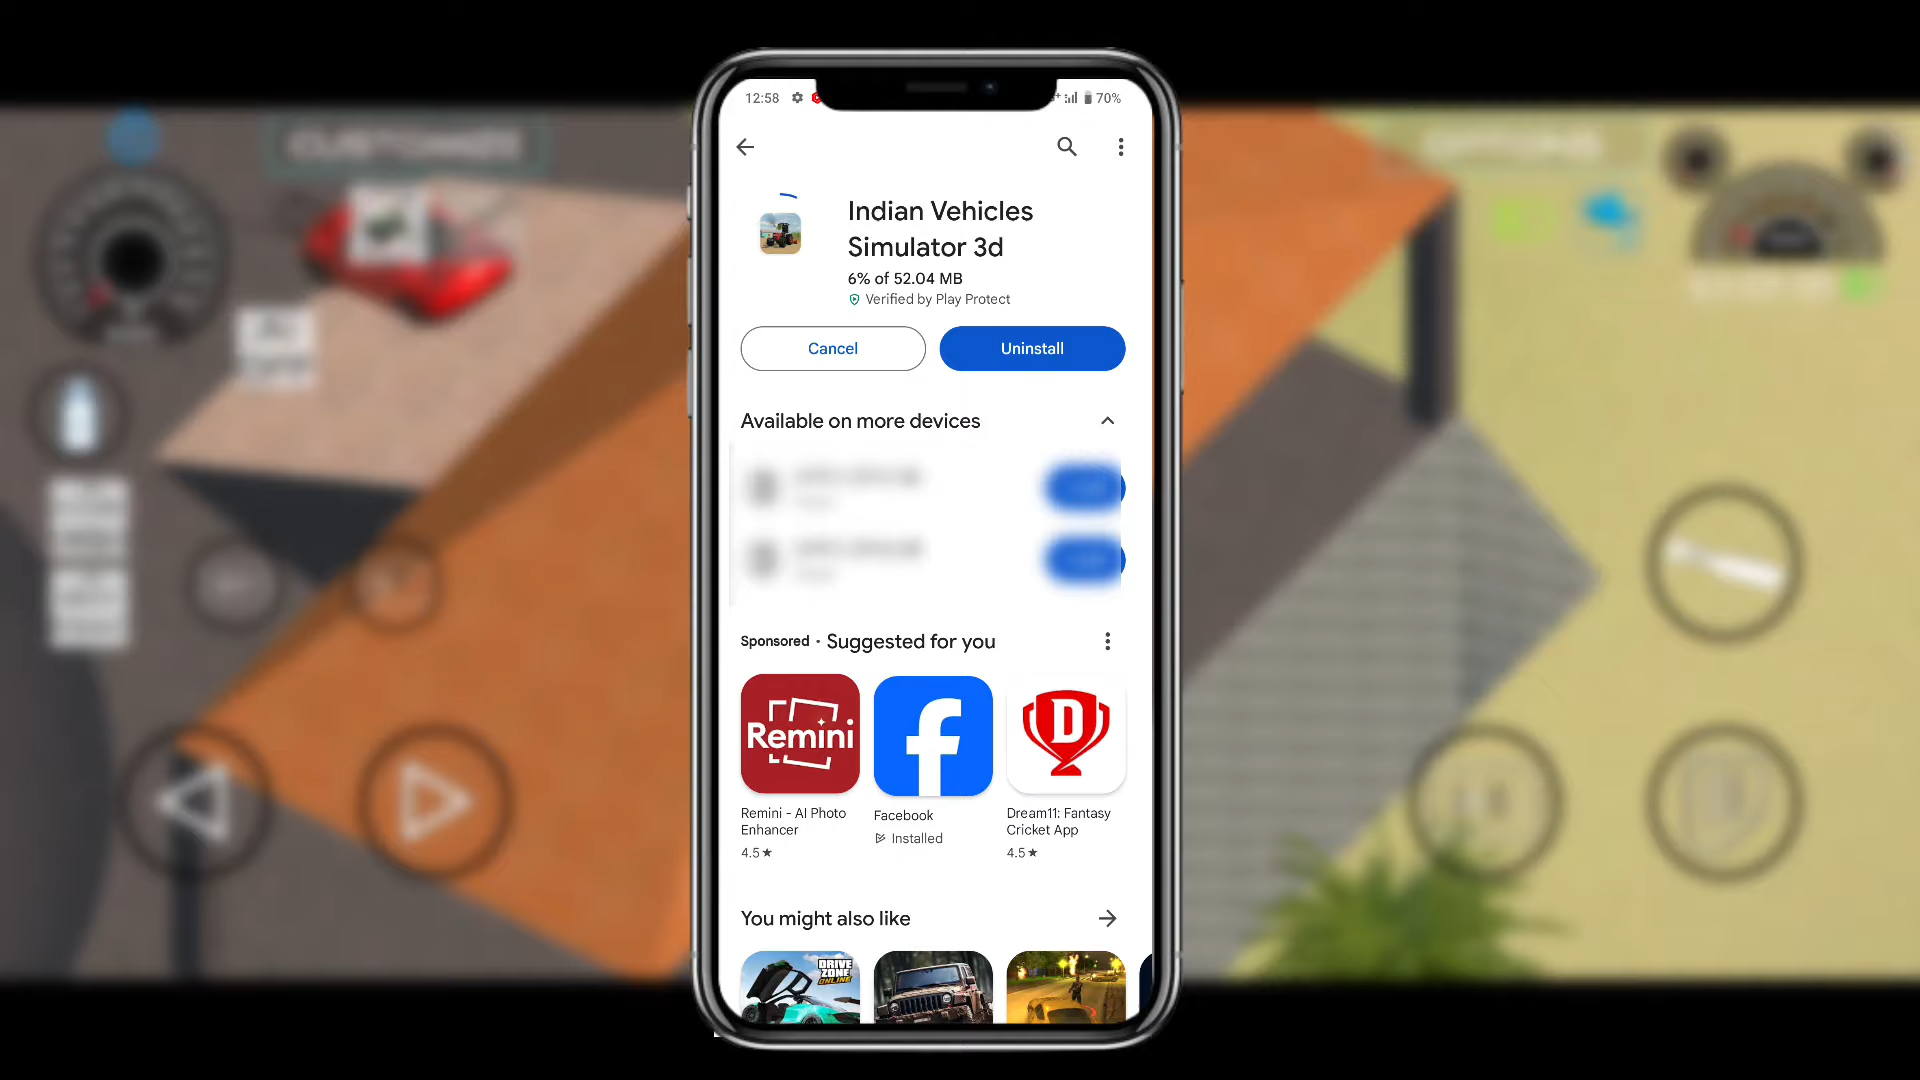 CUSTOMIZE
OPTIONS
12:58
70%
Indian Vehicles
Simulator 3d
6% of 52.04 MB
Verified by Play Protect
Cancel
Uninstall
Available on more devices
Sponsored · Suggested for you
Remini
f
D
Remini - AI Photo
Enhancer
4.5★
Facebook
Installed
Dream11: Fantasy
Cricket App
4.5★
You might also like
DRIVE
ZONE
ONLINE